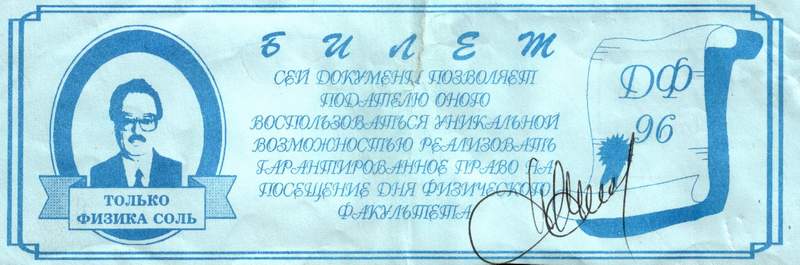 БИЛЕТ
СЕЙ ДОКУМЕНТ ПОЗВОЛЯЕТ
ПОДАТЕЛЮ ОНОГО
ВОСПОЛЬЗОВАТЬСЯ УНИКАЛЬНОЙ
ВОЗМОЖНОСТЬЮ РЕАЛИЗОВАТЬ
ГАРАНТИРОВАННОЕ ПРАВО НА
ПОСЕЩЕНИЕ ДНЯ ФИЗИЧЕСКОГО
ФАКУЛЬТЕТА
ТОЛЬКО
ФИЗИКА СОЛЬ
ДФ
96